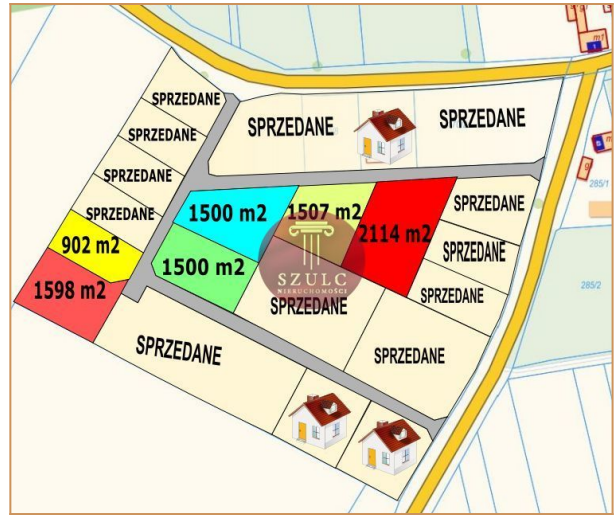 SPRZEDANE
SPRZEDANE
SPRZEDANE
SPRZEDANE
SPRZEDANE
SPRZEDANE
902 m2
1598 m2
1500 m2
1507 m2
2114 m2
1500 m2
SZULC
NIERUCHOMOŚCI
SPRZEDANE
SPRZEDANE
SPRZEDANE
SPRZEDANE
SPRZEDANE
SPRZEDANE
285/1
285/2
m1
g